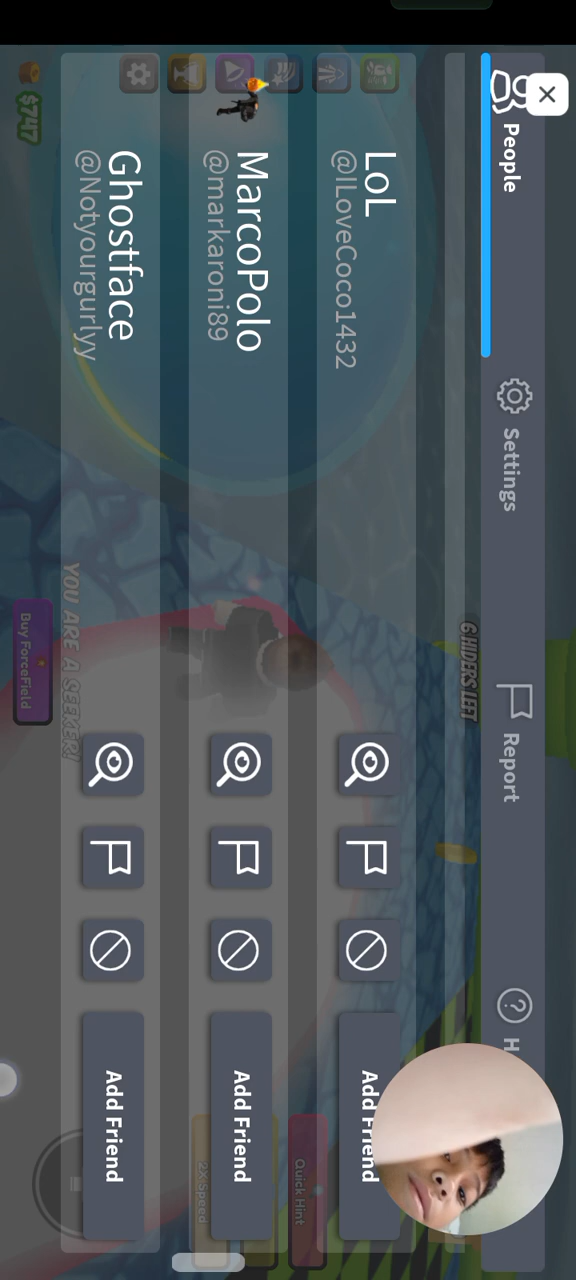 People
Settings
Report
H
LoL
@ILoveCoco1432
Add Friend
MarcoPolo
@markaroni89
Add Friend
Ghostface
@Notyourgurlyy
Add Friend
6 HIDERS LEFT
YOU ARE A SEEKER!
Buy ForceField
$747
Quick Hint
2X Speed